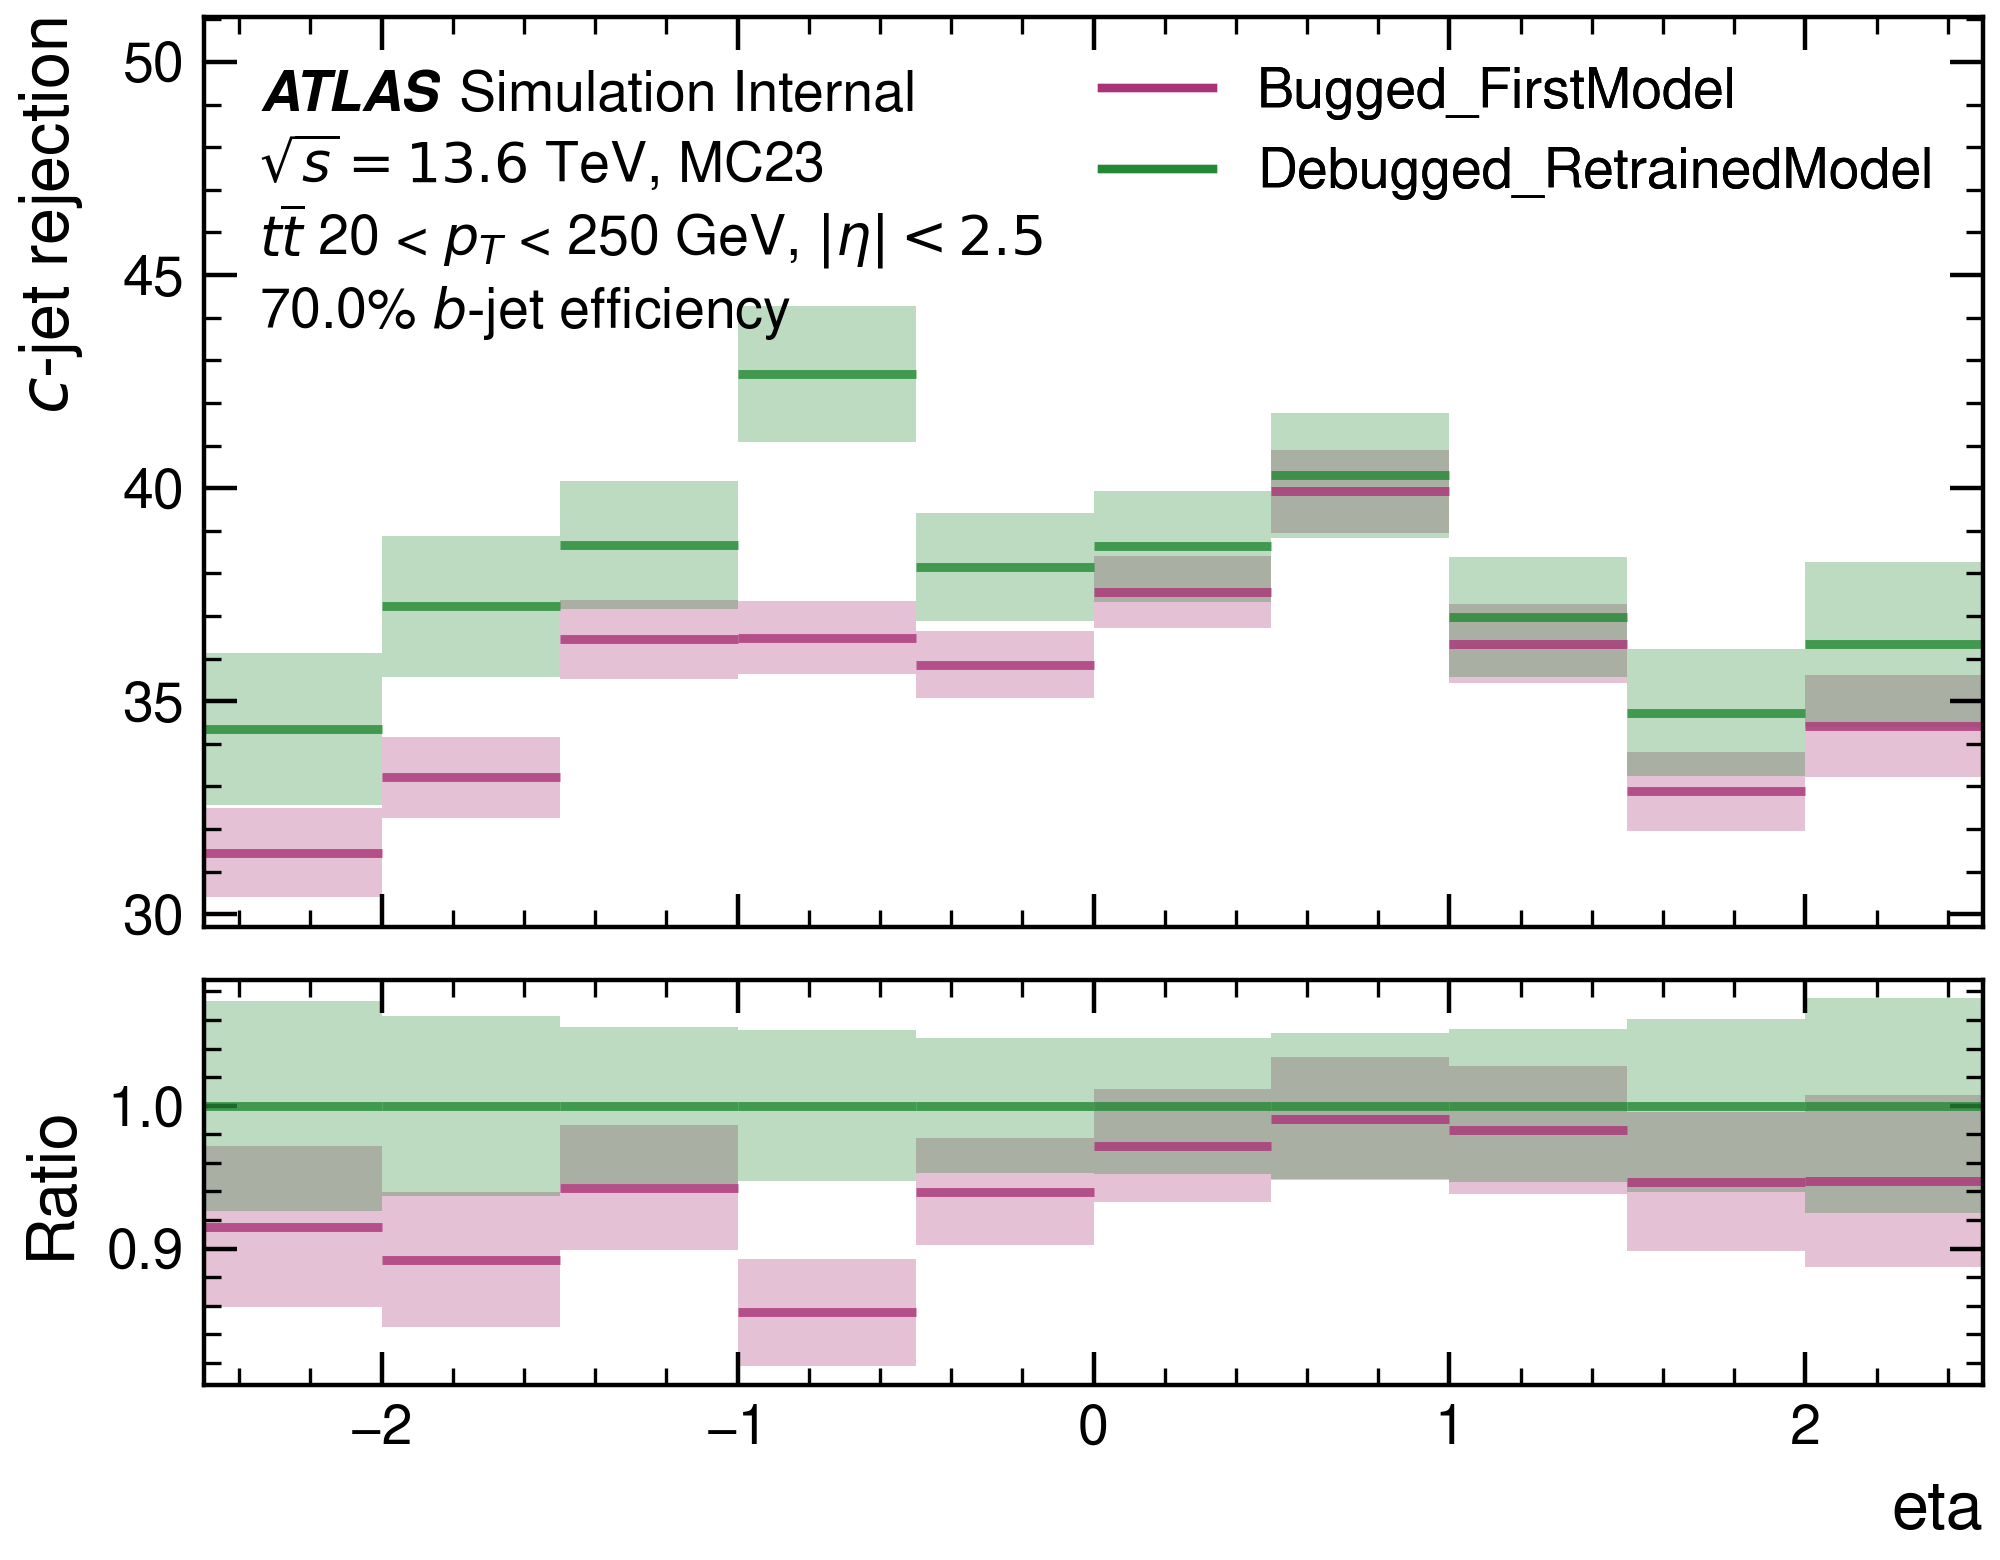 c-jet rejection
50
45
40
35
30
ATLAS Simulation Internal
√s = 13.6 TeV, MC23
tt̄ 20 < p_T < 250 GeV, |η| < 2.5
70.0% b-jet efficiency
Bugged_FirstModel
Debugged_RetrainedModel
Ratio
1.0
0.9
−2 −1 0 1 2
eta